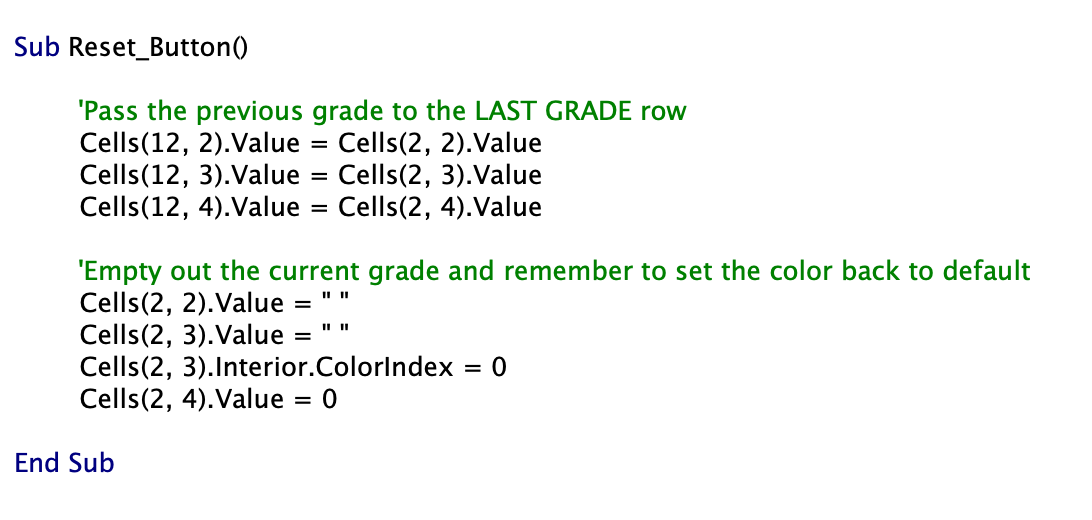 Sub Reset_Button()
'Pass the previous grade to the LAST GRADE row
Cells(12, 2).Value = Cells(2, 2).Value
Cells(12, 3).Value = Cells(2, 3).Value
Cells(12, 4).Value = Cells(2, 4).Value
'Empty out the current grade and remember to set the color back to default
Cells(2, 2).Value = " "
Cells(2, 3).Value = " "
Cells(2, 3).Interior.ColorIndex = 0
Cells(2, 4).Value = 0
End Sub